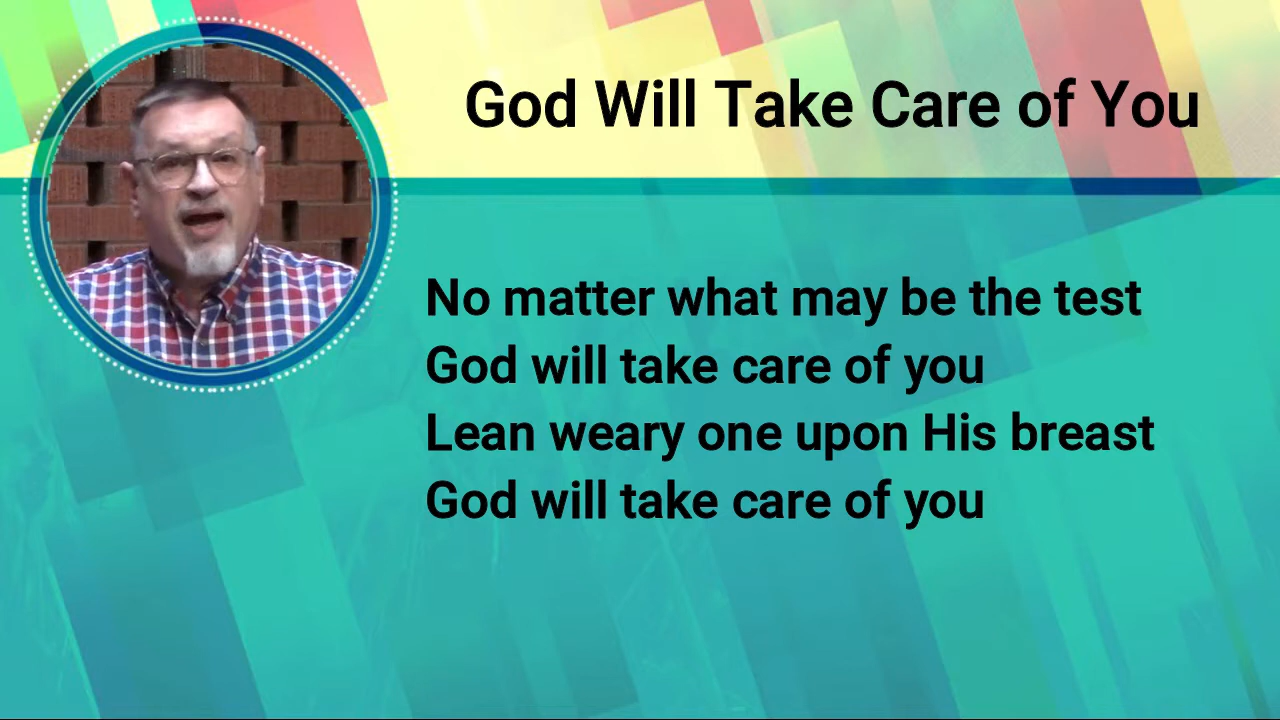 God Will Take Care of You
No matter what may be the test
God will take care of you
Lean weary one upon His breast
God will take care of you